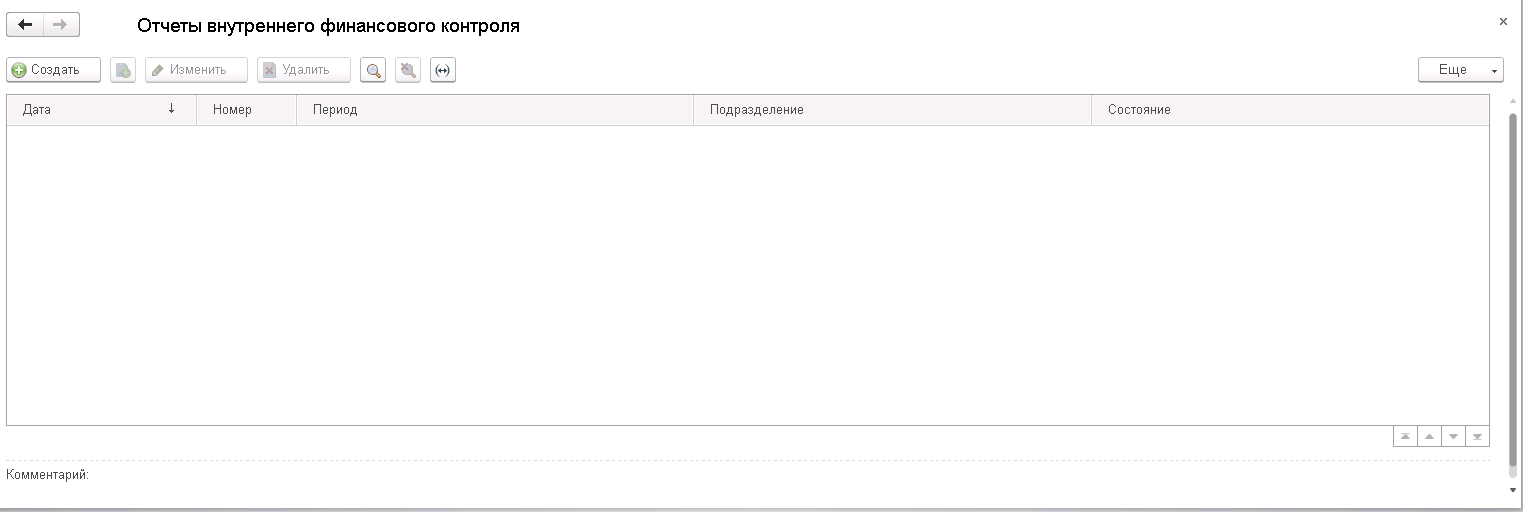 Отчеты внутреннего финансового контроля
Создать Изменить Удалить Еще
Дата Номер Период Подразделение Состояние
Комментарий: